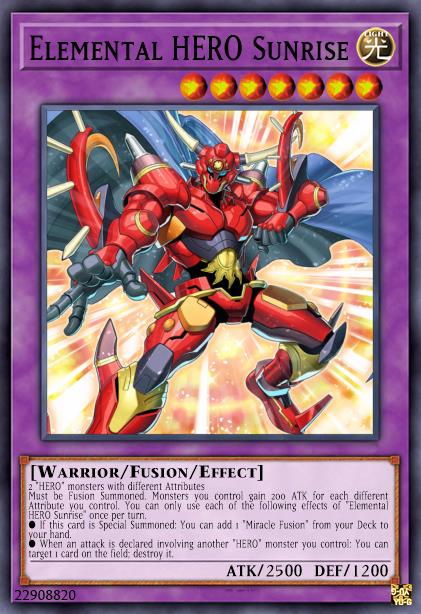 Elemental HERO Sunrise
LIGHT
光
[Warrior/Fusion/Effect]
2 "HERO" monsters with different Attributes
Must be Fusion Summoned. Monsters you control gain 200 ATK for each different
Attribute you control. You can only use each of the following effects of "Elemental
HERO Sunrise" once per turn.
● If this card is Special Summoned: You can add 1 "Miracle Fusion" from your Deck to
your hand.
● When an attack is declared involving another "HERO" monster you control: You can
target 1 card on the field; destroy it.
ATK/2500 DEF/1200
22908820